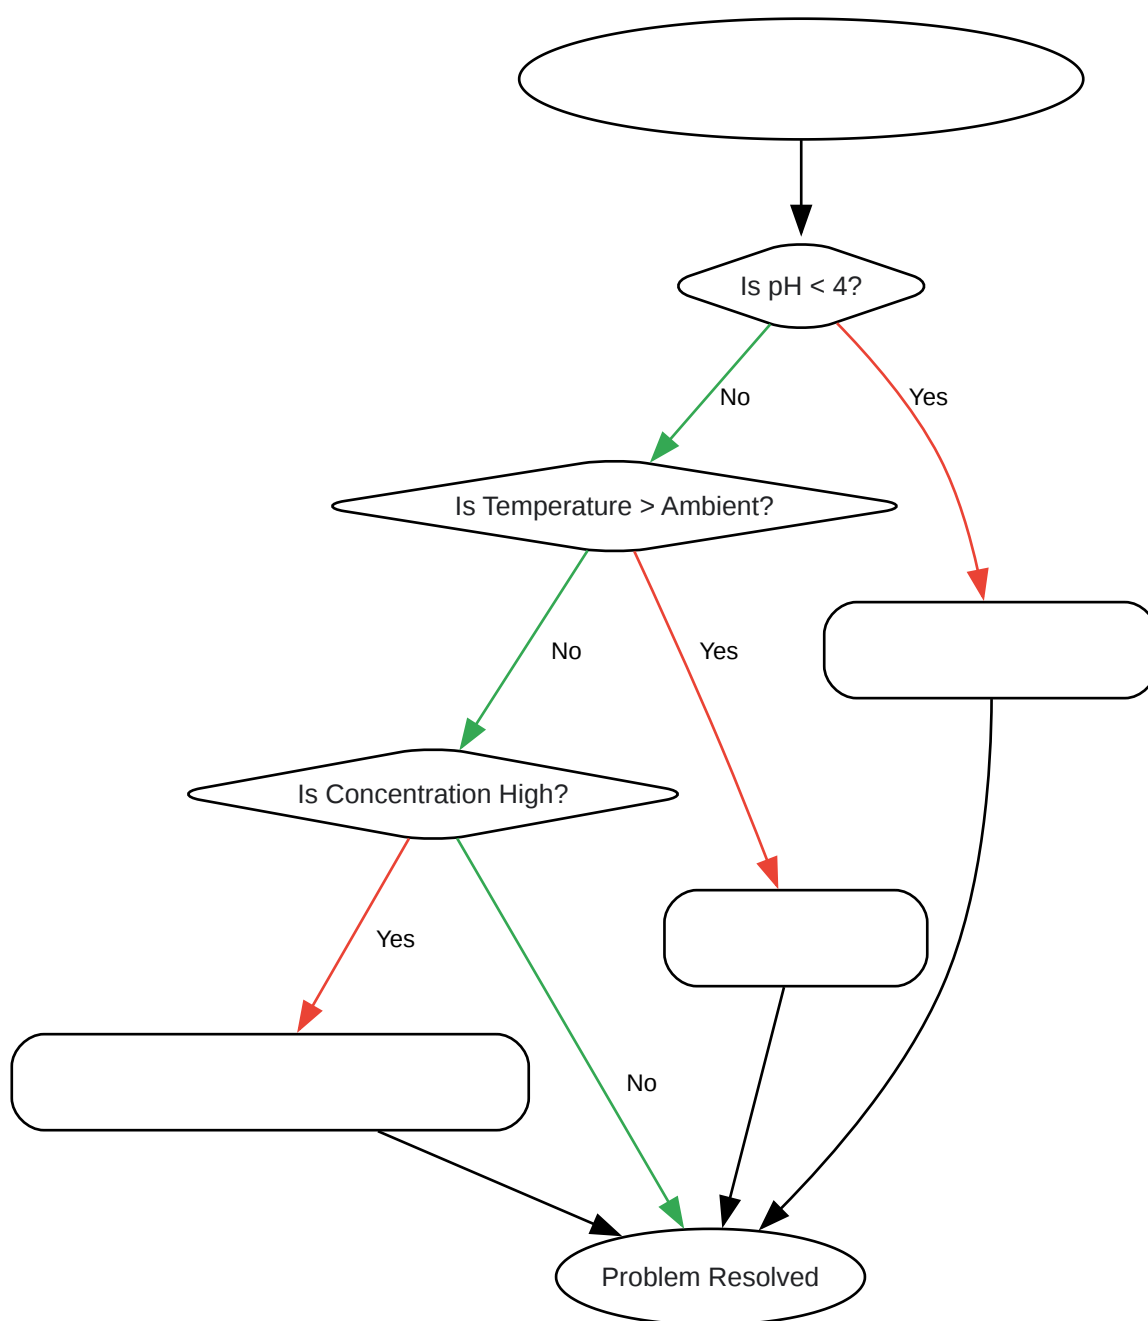 Is pH < 4?
No
Yes
Is Temperature > Ambient?
No
Yes
Is Concentration High?
Yes
No
Problem Resolved